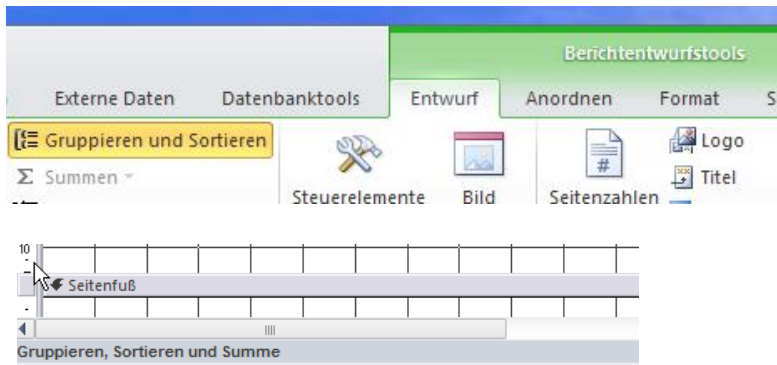 Berichtentwurfstools
Externe Daten Datenbanktools Entwurf Anordnen Format S
Gruppieren und Sortieren
Logo
Σ Summen
#
Titel
Steuerelemente Bild Seitenzahlen
10
Seitenfuß
Gruppieren, Sortieren und Summe